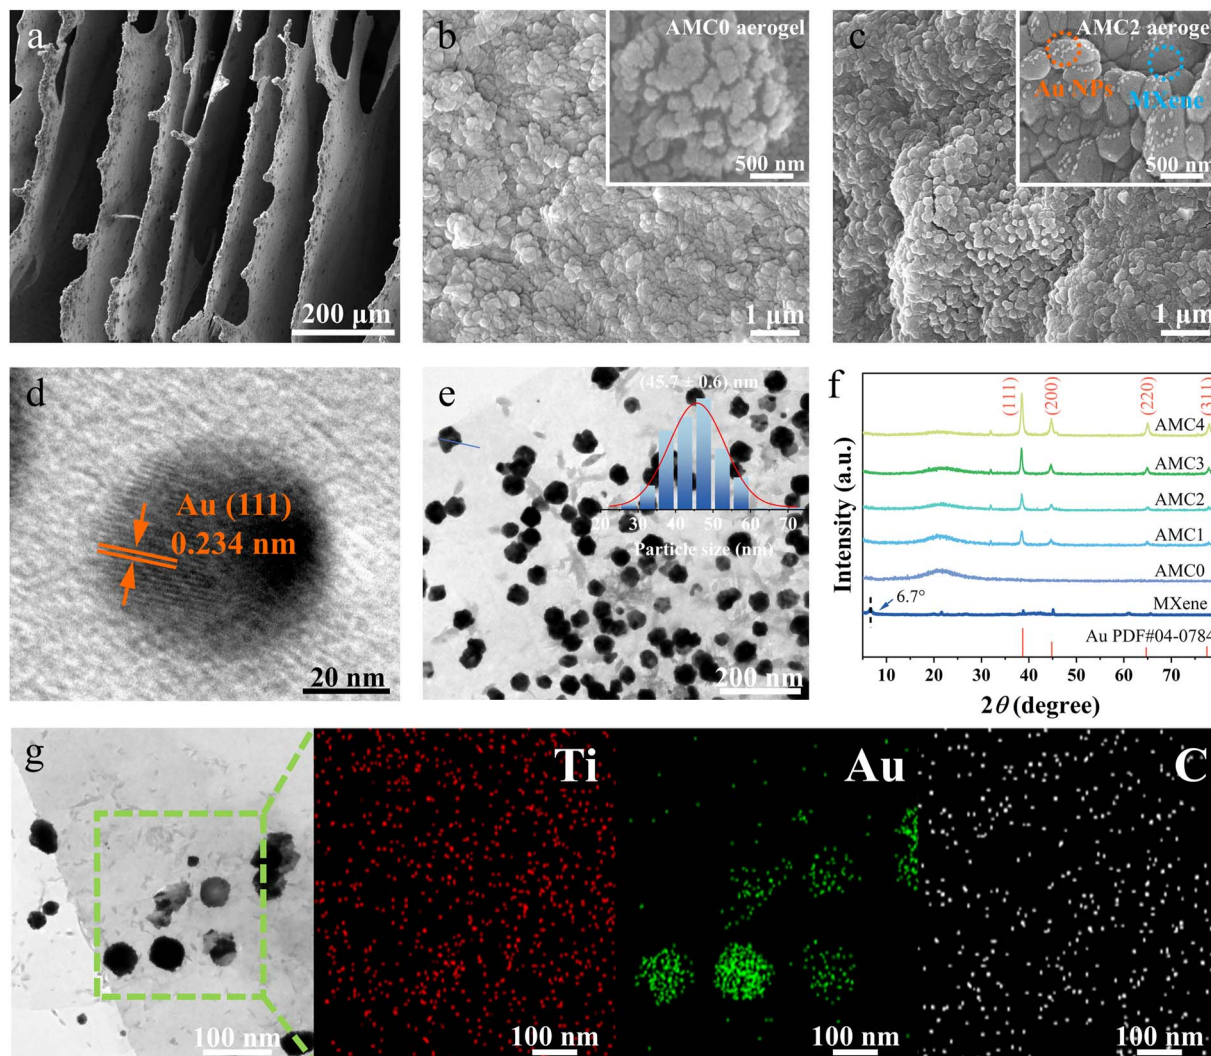 a
200 μm
b
AMC0 aerogel
500 nm
1 μm
c
AMC2 aerogel
Au NPs
MXene
500 nm
1 μm
d
Au (111)
0.234 nm
20 nm
e
(45.7 ± 0.6) nm
20 30 40 50 60 70
Particle size (nm)
200 nm
f
(111)
(200)
(220)
(311)
AMC4
AMC3
AMC2
AMC1
AMC0
MXene
6.7°
Au PDF#04-0784
Intensity (a.u.)
10 20 30 40 50 60 70
2θ (degree)
g
100 nm
Ti
100 nm
Au
100 nm
C
100 nm